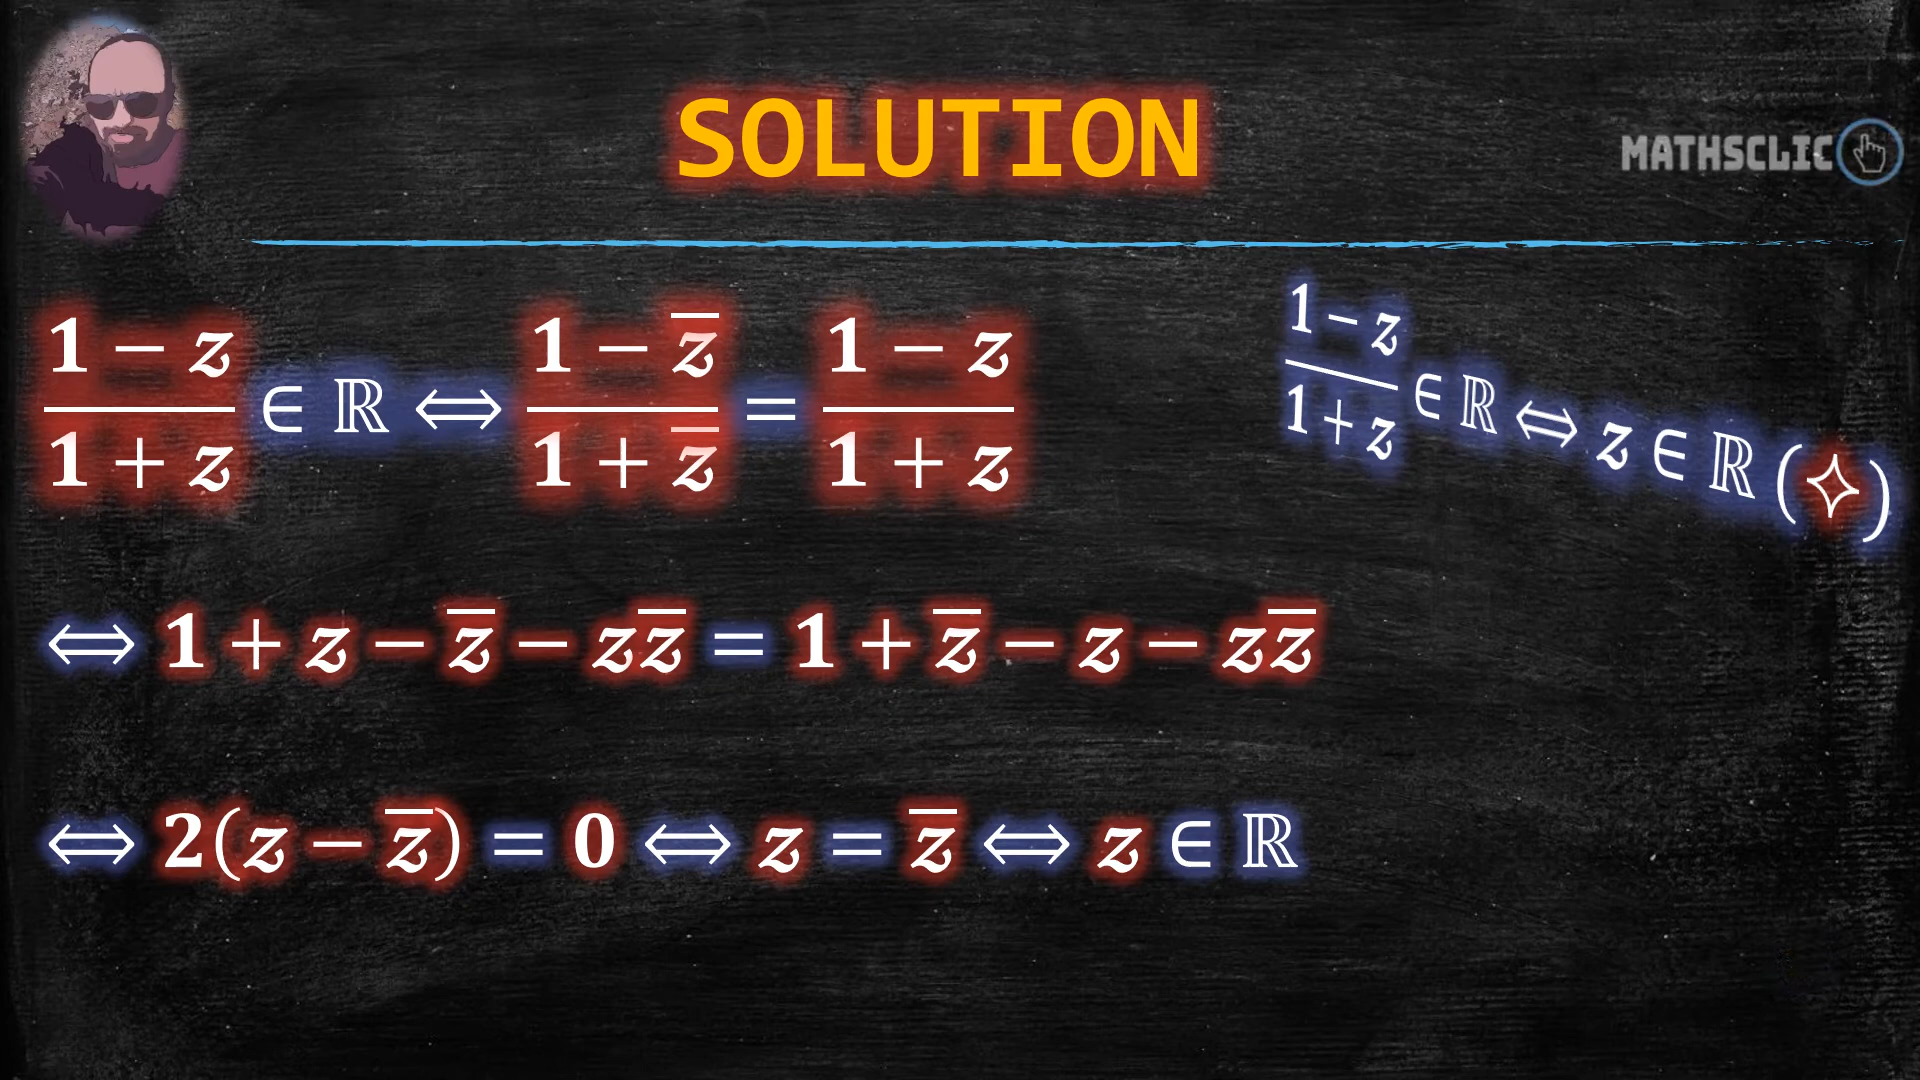 SOLUTION
MATHSCLIC
(1 − z)/(1 + z) ∈ ℝ ⟺ (1 − z̅)/(1 + z̅) = (1 − z)/(1 + z)
(1 − z)/(1 + z) ∈ ℝ ⟺ z ∈ ℝ (✧)
⟺ 1 + z − z̅ − zz̅ = 1 + z̅ − z − zz̅
⟺ 2(z − z̅) = 0 ⟺ z = z̅ ⟺ z ∈ ℝ